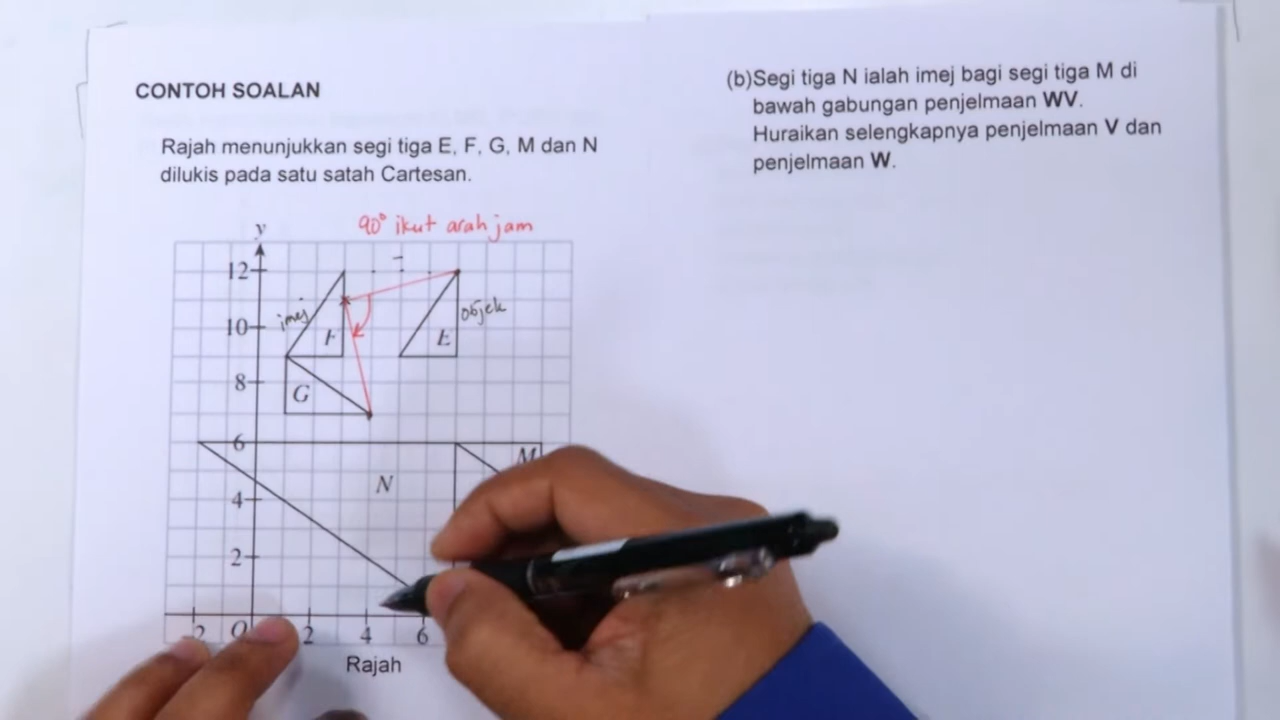 CONTOH SOALAN
Rajah menunjukkan segi tiga E, F, G, M dan N
dilukis pada satu satah Cartesan.
90° ikut arah jam
y
12
imej
objek
10
F
E
8
G
6
M
N
4
2
-2 O 2 4 6
Rajah
(b)Segi tiga N ialah imej bagi segi tiga M di
bawah gabungan penjelmaan WV.
Huraikan selengkapnya penjelmaan V dan
penjelmaan W.